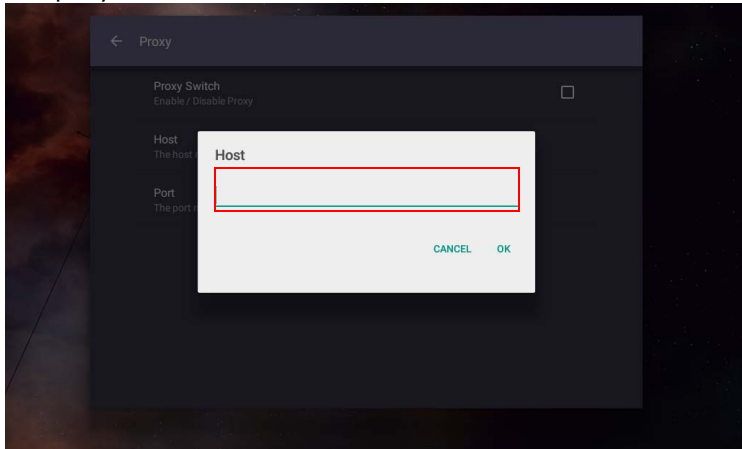 Proxy
Proxy Switch
Enable / Disable Proxy
Host
The host
Port
The port
Host
CANCEL
OK